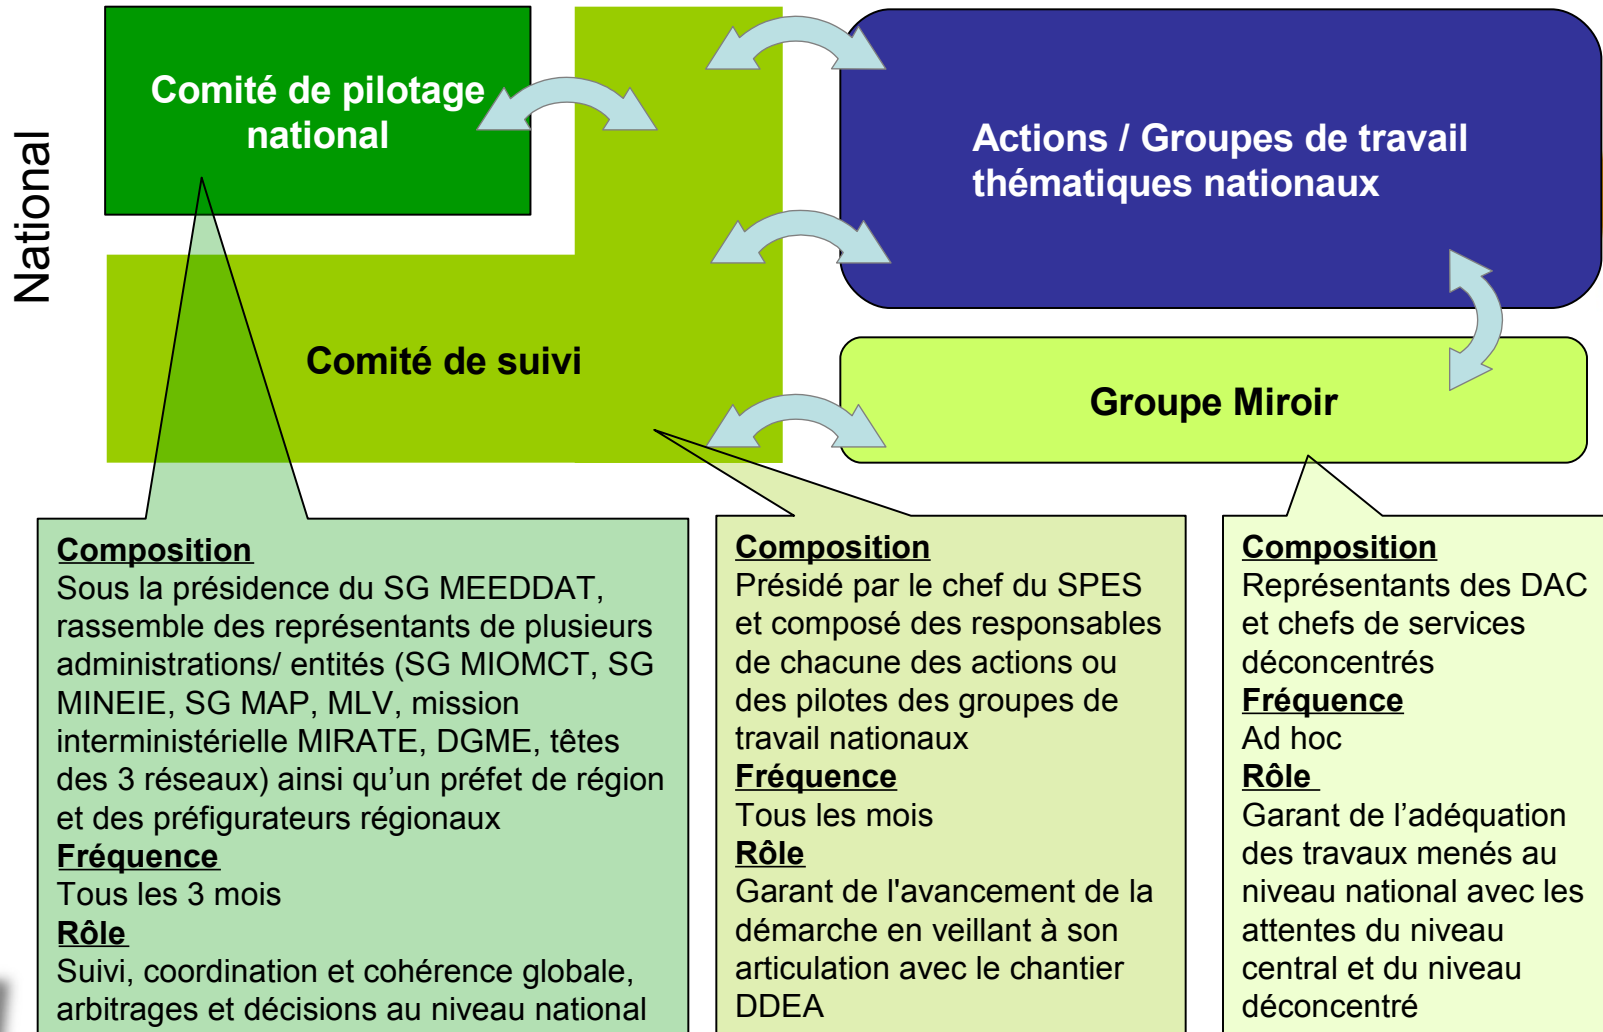 National
Comité de pilotage
national
Actions / Groupes de travail
thématiques nationaux
Comité de suivi
Groupe Miroir
Composition
Sous la présidence du SG MEEDDAT,
rassemble des représentants de plusieurs
administrations/ entités (SG MIOMCT, SG
MINEIE, SG MAP, MLV, mission
interministérielle MIRATE, DGME, têtes
des 3 réseaux) ainsi qu’un préfet de région
et des préfigurateurs régionaux
Fréquence
Tous les 3 mois
Rôle
Suivi, coordination et cohérence globale,
arbitrages et décisions au niveau national
Composition
Présidé par le chef du SPES
et composé des responsables
de chacune des actions ou
des pilotes des groupes de
travail nationaux
Fréquence
Tous les mois
Rôle
Garant de l'avancement de la
démarche en veillant à son
articulation avec le chantier
DDEA
Composition
Représentants des DAC
et chefs de services
déconcentrés
Fréquence
Ad hoc
Rôle
Garant de l’adéquation
des travaux menés au
niveau national avec les
attentes du niveau
central et du niveau
déconcentré